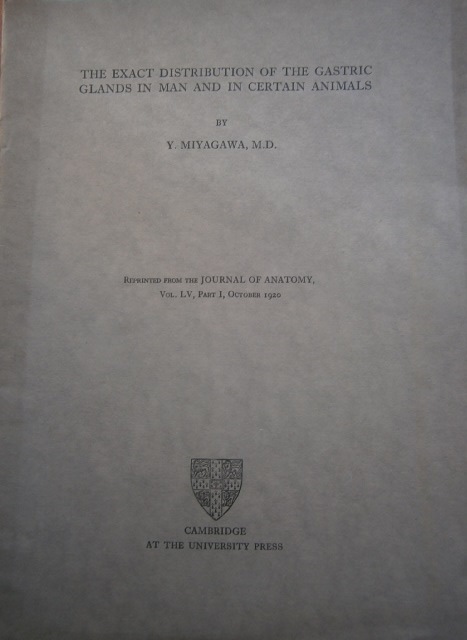 THE EXACT DISTRIBUTION OF THE GASTRIC
GLANDS IN MAN AND IN CERTAIN ANIMALS
BY
Y. MIYAGAWA, M.D.
REPRINTED FROM THE JOURNAL OF ANATOMY,
VOL. LV, PART I, OCTOBER 1920
CAMBRIDGE
AT THE UNIVERSITY PRESS